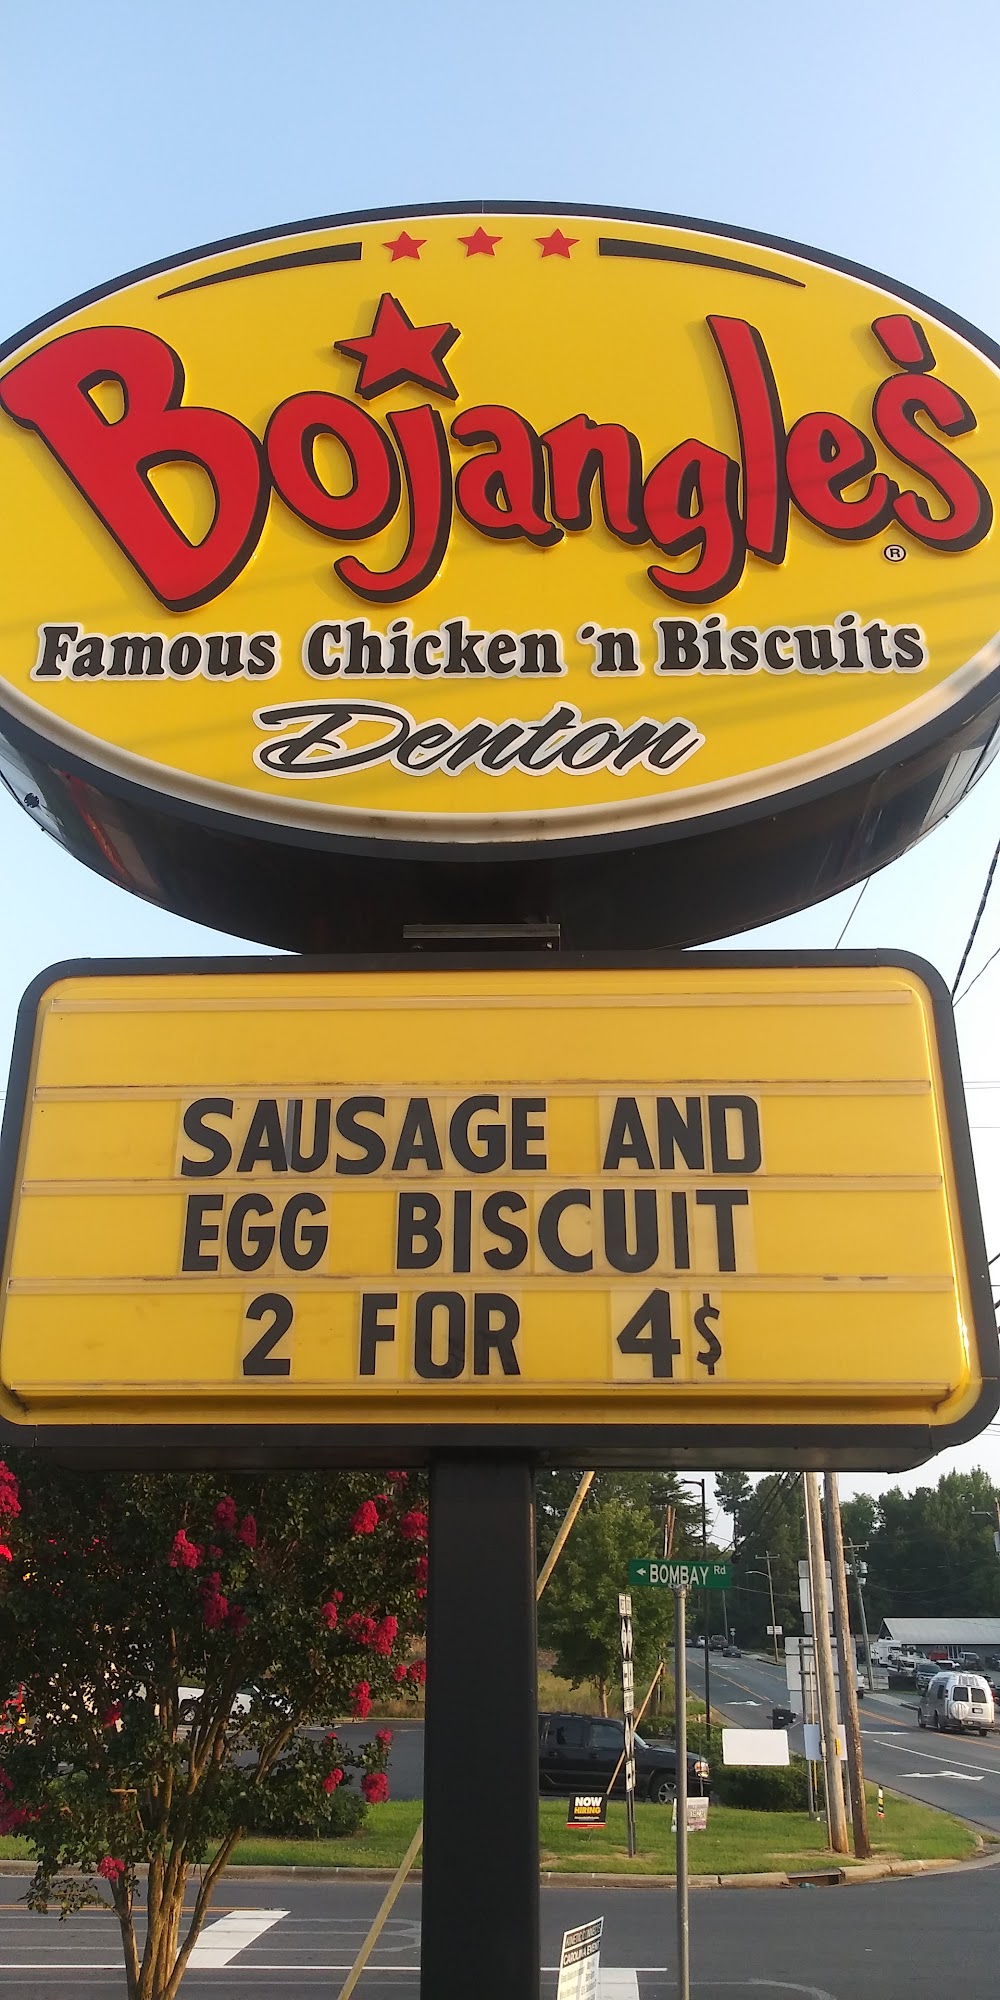 Bojangles'
®
Famous Chicken 'n Biscuits
Denton
SAUSAGE AND
EGG BISCUIT
2 FOR 4$
BOMBAY Rd
NOW
HIRING